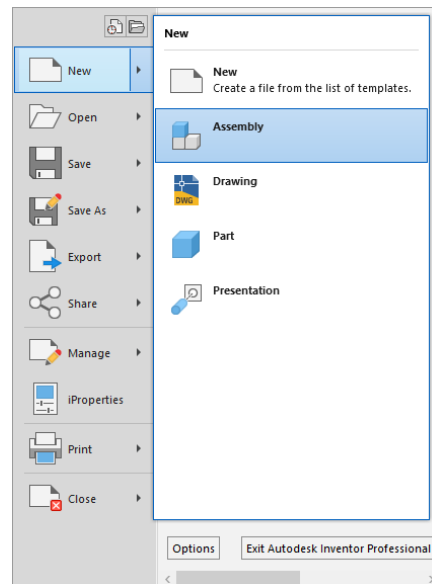 New
Open
Save
Save As
Export
Share
Manage
iProperties
Print
Close
New
New
Create a file from the list of templates.
Assembly
DWG
Drawing
Part
Presentation
Options
Exit Autodesk Inventor Professional